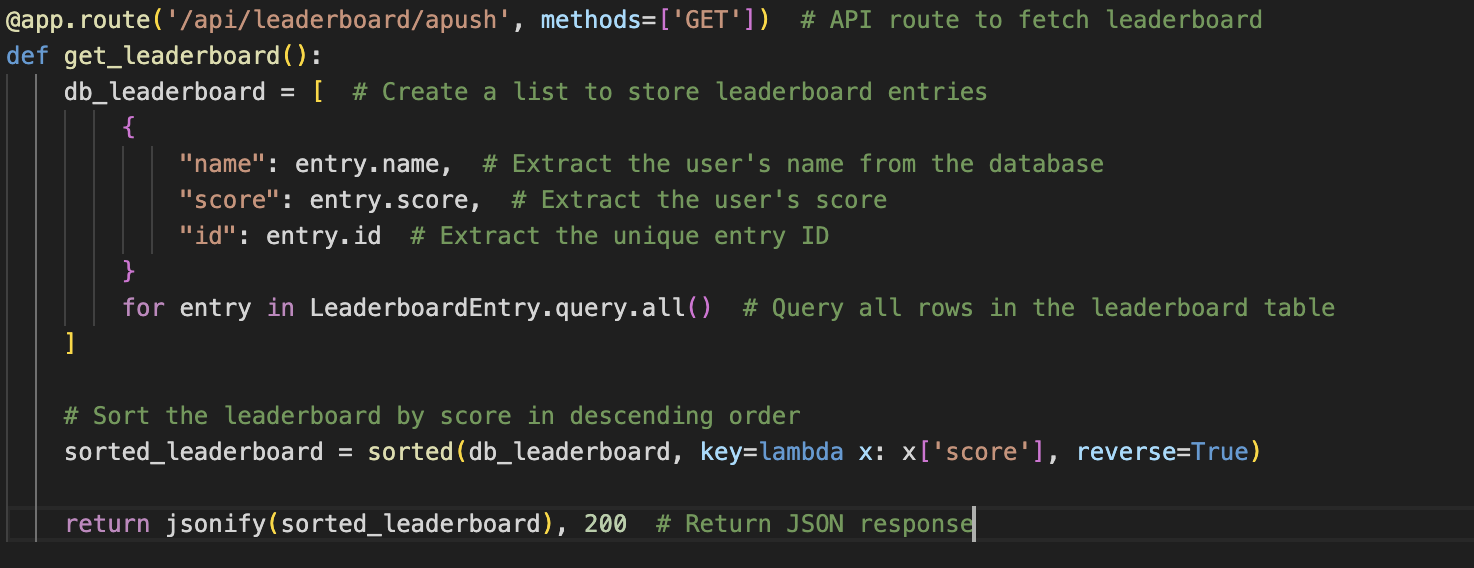 @app.route('/api/leaderboard/apush', methods=['GET'])  # API route to fetch leaderboard
def get_leaderboard():
    db_leaderboard = [  # Create a list to store leaderboard entries
        {
            "name": entry.name,  # Extract the user's name from the database
            "score": entry.score,  # Extract the user's score
            "id": entry.id  # Extract the unique entry ID
        }
        for entry in LeaderboardEntry.query.all()  # Query all rows in the leaderboard table
    ]

    # Sort the leaderboard by score in descending order
    sorted_leaderboard = sorted(db_leaderboard, key=lambda x: x['score'], reverse=True)

    return jsonify(sorted_leaderboard), 200  # Return JSON response